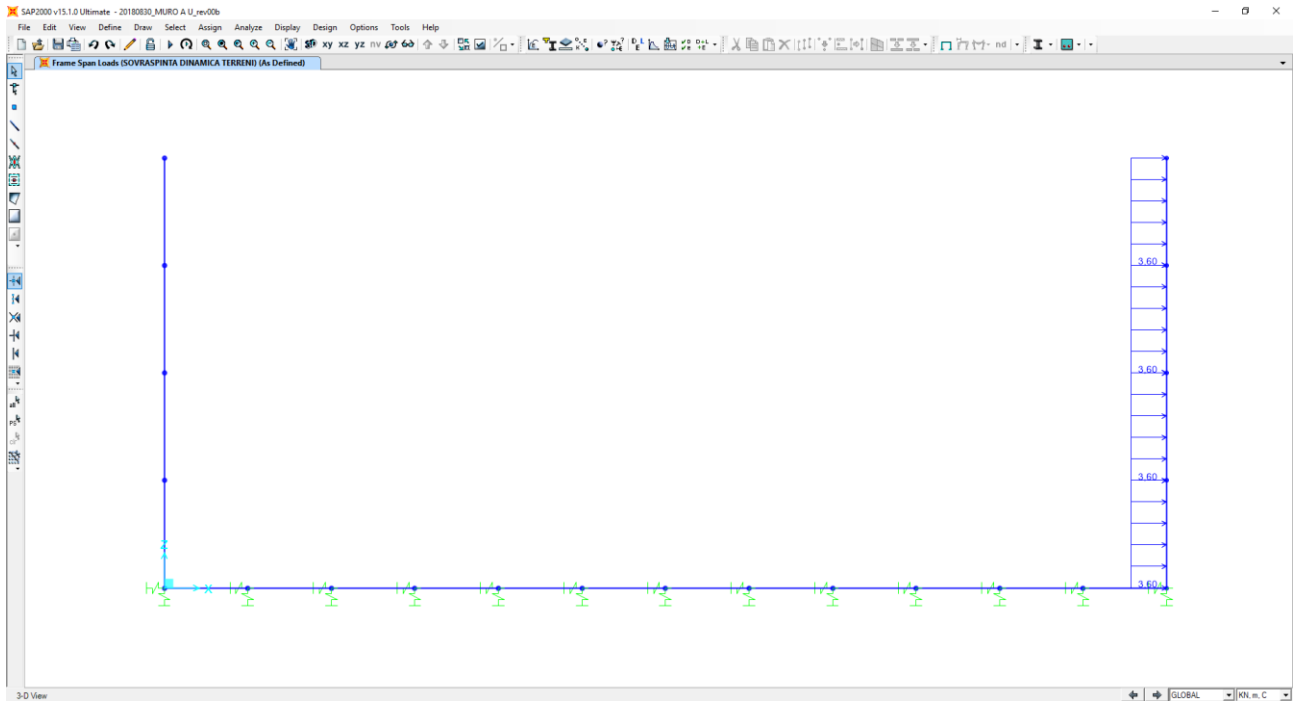 SAP2000 v15.1.0 Ultimate - 20180830_MURO A U_rev00b
File Edit View Define Draw Select Assign Analyze Display Design Options Tools Help
xy xz yz nv nd
Frame Span Loads (SOVRASPINTA DINAMICA TERRENI) (As Defined)
3.60
3.60
3.60
3.60
X
3-D View
GLOBAL
KN, m, C